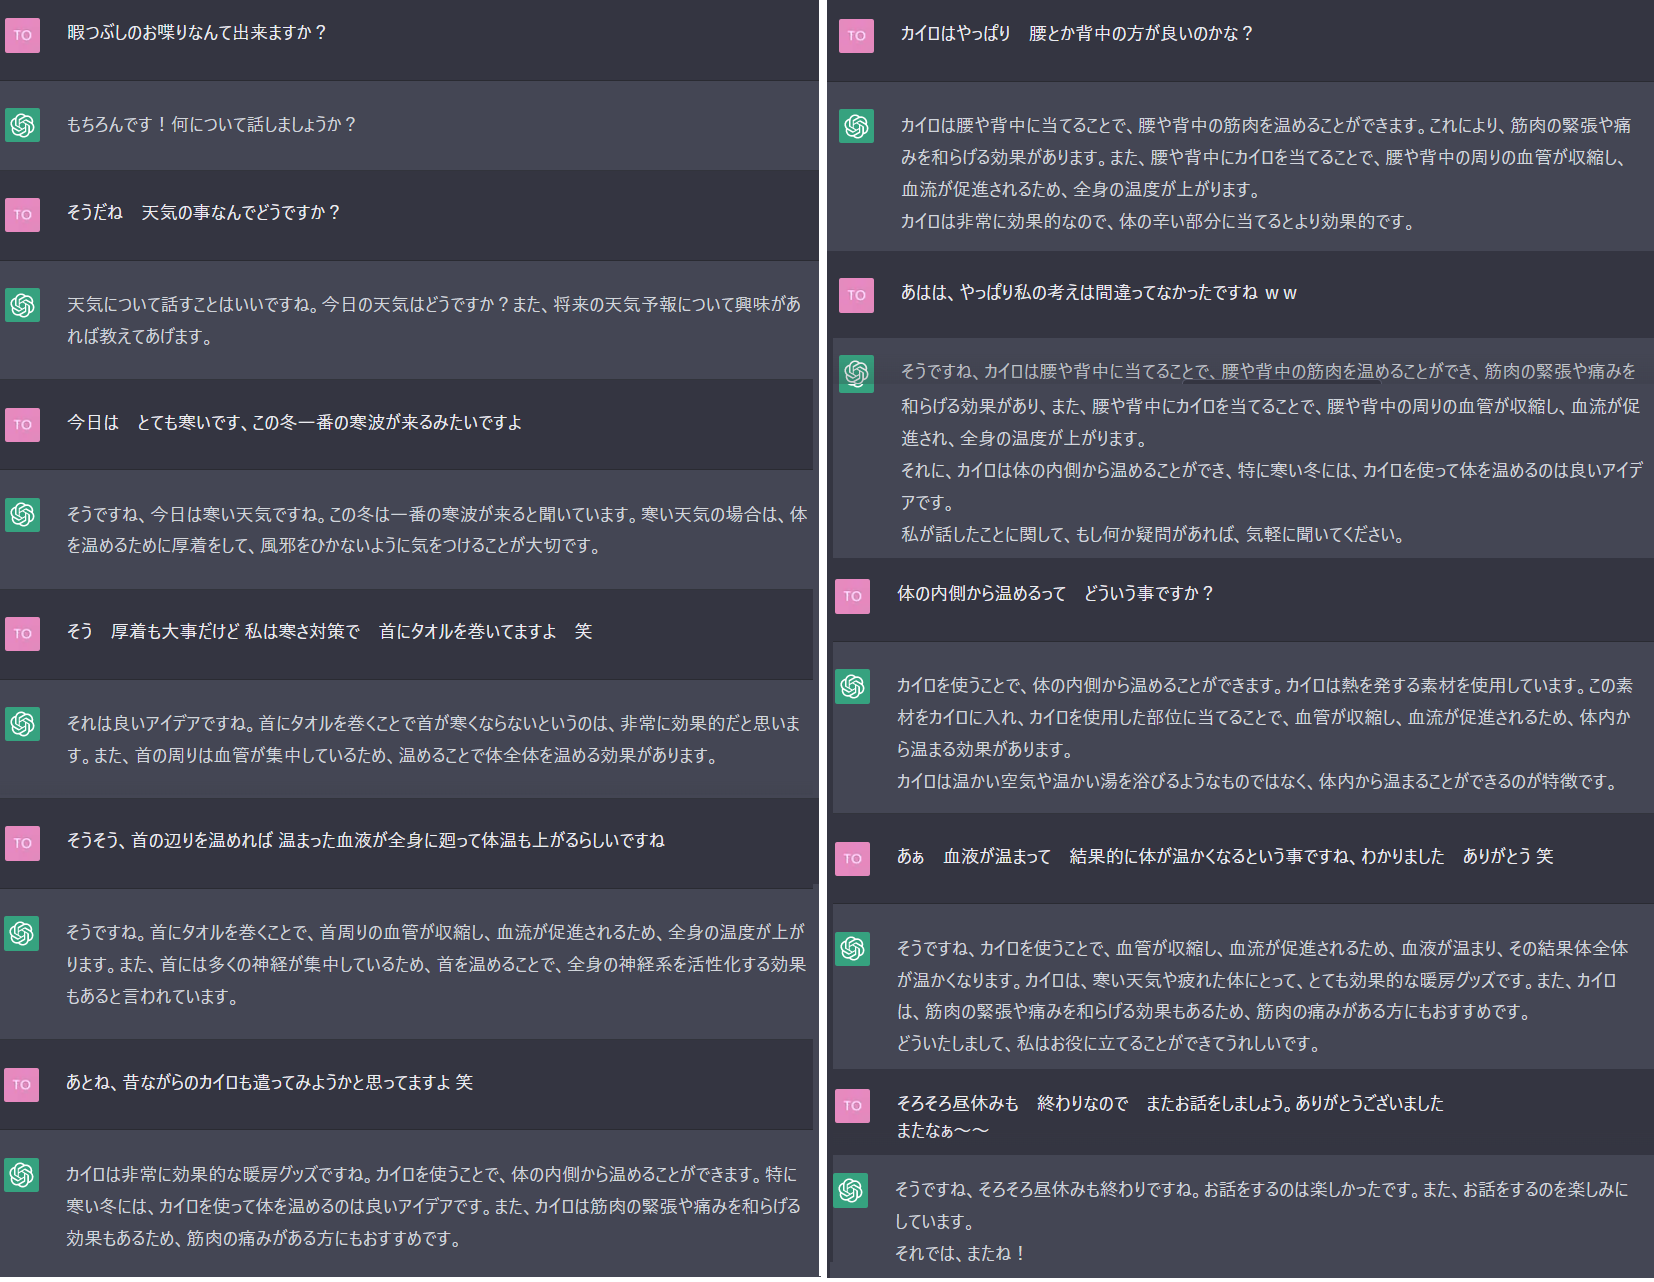 TO
暇つぶしのお喋りなんて出来ますか？
もちろんです！何について話しましょうか？
TO
そうだね　天気の事なんでどうですか？
天気について話すことはいいですね。今日の天気はどうですか？また、将来の天気予報について興味があ
れば教えてあげます。
TO
今日は　とても寒いです、この冬一番の寒波が来るみたいですよ
そうですね、今日は寒い天気ですね。この冬は一番の寒波が来ると聞いています。寒い天気の場合は、体
を温めるために厚着をして、風邪をひかないように気をつけることが大切です。
TO
そう　厚着も大事だけど 私は寒さ対策で　首にタオルを巻いてますよ　笑
それは良いアイデアですね。首にタオルを巻くことで首が寒くならないというのは、非常に効果的だと思いま
す。また、首の周りは血管が集中しているため、温めることで体全体を温める効果があります。
TO
そうそう、首の辺りを温めれば 温まった血液が全身に廻って体温も上がるらしいですね
そうですね。首にタオルを巻くことで、首周りの血管が収縮し、血流が促進されるため、全身の温度が上が
ります。また、首には多くの神経が集中しているため、首を温めることで、全身の神経系を活性化する効果
もあると言われています。
TO
あとね、昔ながらのカイロも遣ってみようかと思ってますよ 笑
カイロは非常に効果的な暖房グッズですね。カイロを使うことで、体の内側から温めることができます。特に
寒い冬には、カイロを使って体を温めるのは良いアイデアです。また、カイロは筋肉の緊張や痛みを和らげる
効果もあるため、筋肉の痛みがある方にもおすすめです。
TO
カイロはやっぱり　腰とか背中の方が良いのかな？
カイロは腰や背中に当てることで、腰や背中の筋肉を温めることができます。これにより、筋肉の緊張や痛
みを和らげる効果があります。また、腰や背中にカイロを当てることで、腰や背中の周りの血管が収縮し、
血流が促進されるため、全身の温度が上がります。
カイロは非常に効果的なので、体の辛い部分に当てるとより効果的です。
TO
あはは、やっぱり私の考えは間違ってなかったですね ｗｗ
そうですね、カイロは腰や背中に当てることで、腰や背中の筋肉を温めることができ、筋肉の緊張や痛みを
和らげる効果があり、また、腰や背中にカイロを当てることで、腰や背中の周りの血管が収縮し、血流が促
進され、全身の温度が上がります。
それに、カイロは体の内側から温めることができ、特に寒い冬には、カイロを使って体を温めるのは良いアイデ
アです。
私が話したことに関して、もし何か疑問があれば、気軽に聞いてください。
TO
体の内側から温めるって　どういう事ですか？
カイロを使うことで、体の内側から温めることができます。カイロは熱を発する素材を使用しています。この素
材をカイロに入れ、カイロを使用した部位に当てることで、血管が収縮し、血流が促進されるため、体内か
ら温まる効果があります。
カイロは温かい空気や温かい湯を浴びるようなものではなく、体内から温まることができるのが特徴です。
TO
あぁ　血液が温まって　結果的に体が温かくなるという事ですね、わかりました　ありがとう 笑
そうですね、カイロを使うことで、血管が収縮し、血流が促進されるため、血液が温まり、その結果体全体
が温かくなります。カイロは、寒い天気や疲れた体にとって、とても効果的な暖房グッズです。また、カイロ
は、筋肉の緊張や痛みを和らげる効果もあるため、筋肉の痛みがある方にもおすすめです。
どういたしまして、私はお役に立てることができてうれしいです。
TO
そろそろ昼休みも　終わりなので　またお話をしましょう。ありがとうございました
またなぁ～～
そうですね、そろそろ昼休みも終わりですね。お話をするのは楽しかったです。また、お話をするのを楽しみに
しています。
それでは、またね！